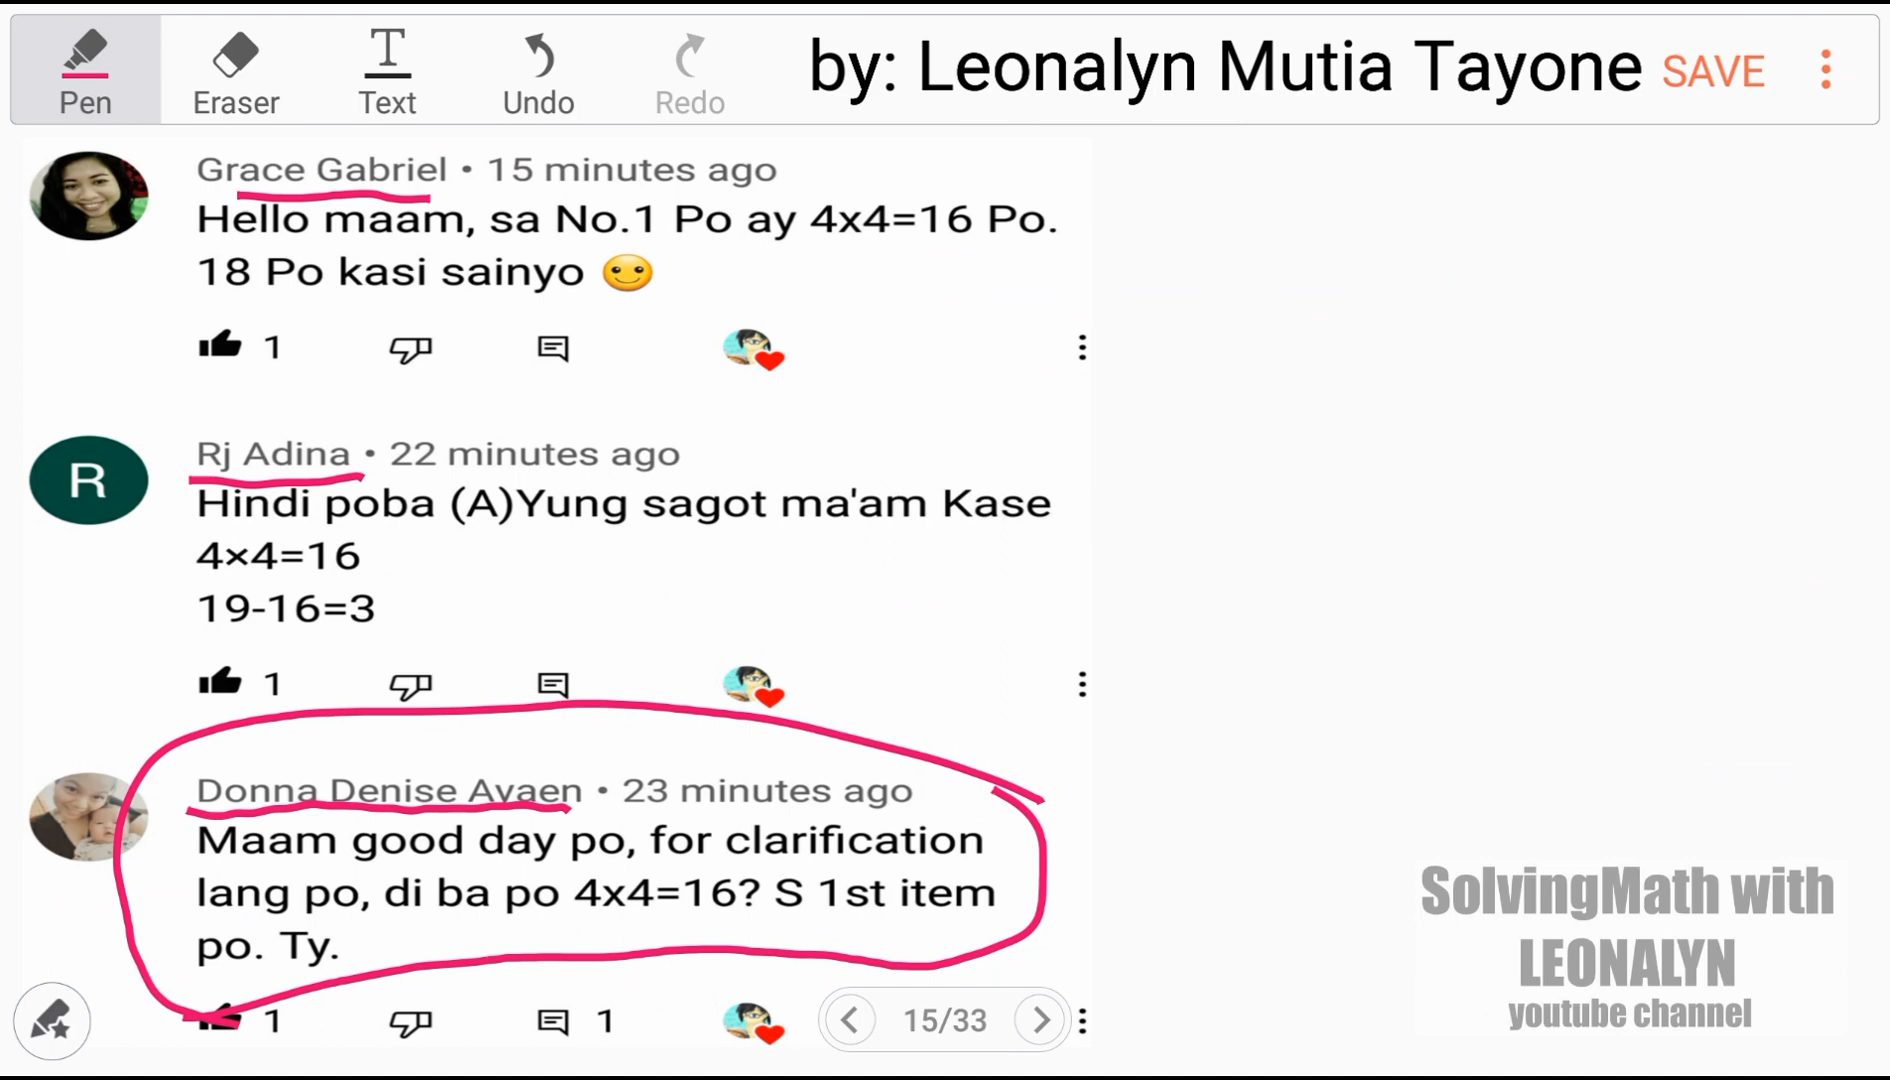 Pen
Eraser
T
Text
Undo
Redo
by: Leonalyn Mutia Tayone
SAVE
Grace Gabriel • 15 minutes ago
Hello maam, sa No.1 Po ay 4x4=16 Po.
18 Po kasi sainyo
1
R
Rj Adina • 22 minutes ago
Hindi poba (A)Yung sagot ma'am Kase
4×4=16
19-16=3
1
Donna Denise Avaen • 23 minutes ago
Maam good day po, for clarification
lang po, di ba po 4x4=16? S 1st item
po. Ty.
1
1
15/33
SolvingMath with
LEONALYN
youtube channel